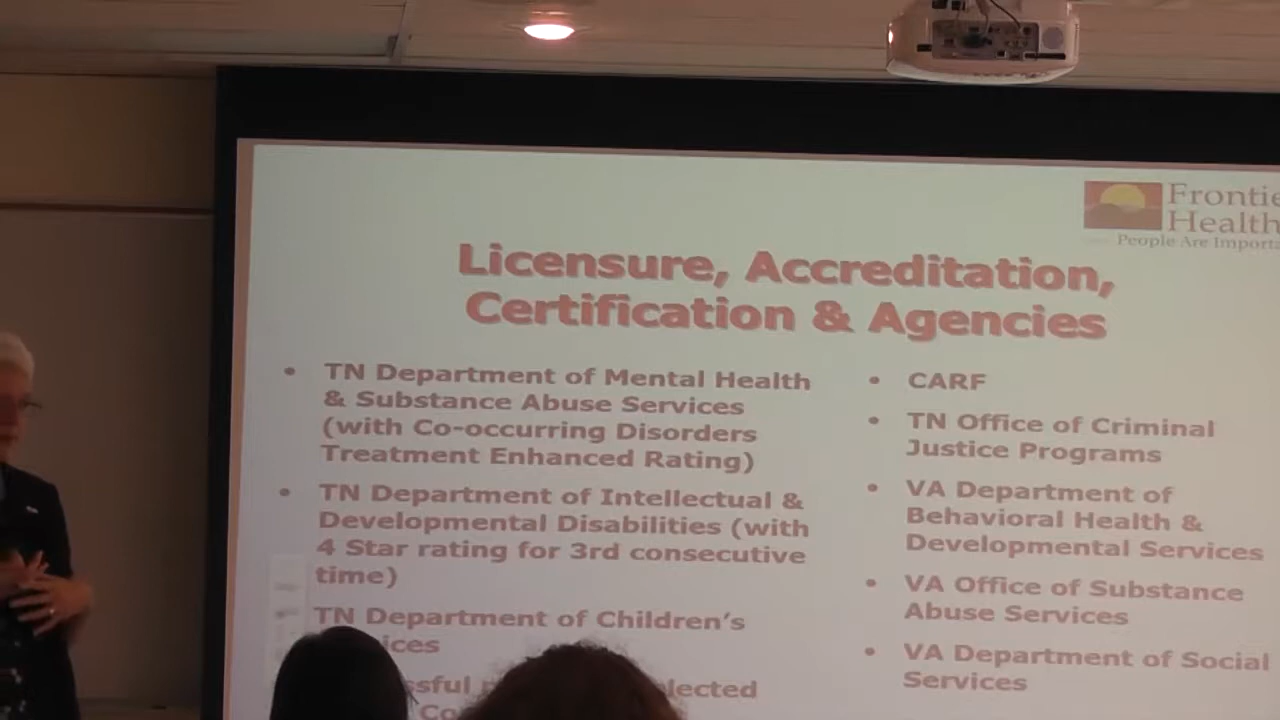 Frontie
Health
People Are Importa
Licensure, Accreditation,
Certification & Agencies
• TN Department of Mental Health
& Substance Abuse Services
(with Co-occurring Disorders
Treatment Enhanced Rating)
• TN Department of Intellectual &
Developmental Disabilities (with
4 Star rating for 3rd consecutive
time)
TN Department of Children's
ices
ssful
lected
Co
• CARF
• TN Office of Criminal
Justice Programs
• VA Department of
Behavioral Health &
Developmental Services
• VA Office of Substance
Abuse Services
• VA Department of Social
Services